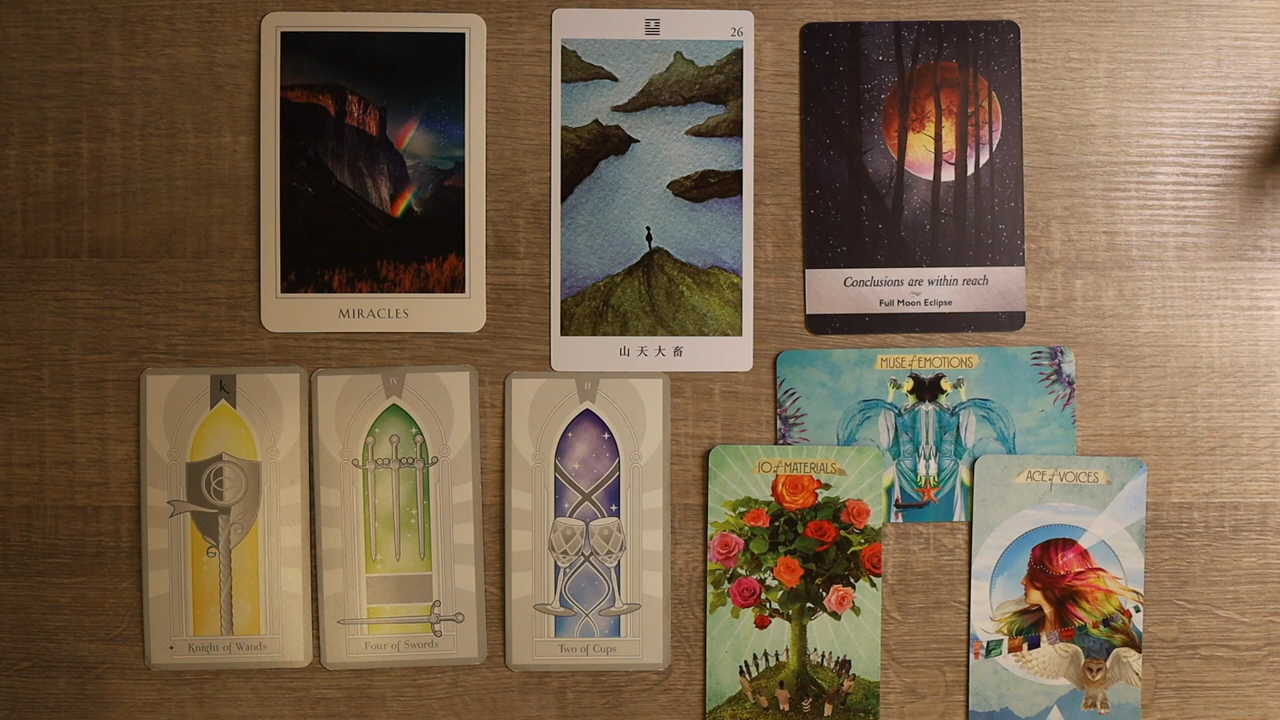 MIRACLES
26
山天大畜
Conclusions are within reach
Full Moon Eclipse
k
Knight of Wands
IV
Four of Swords
II
Two of Cups
MUSE of EMOTIONS
10 of MATERIALS
ACE of VOICES